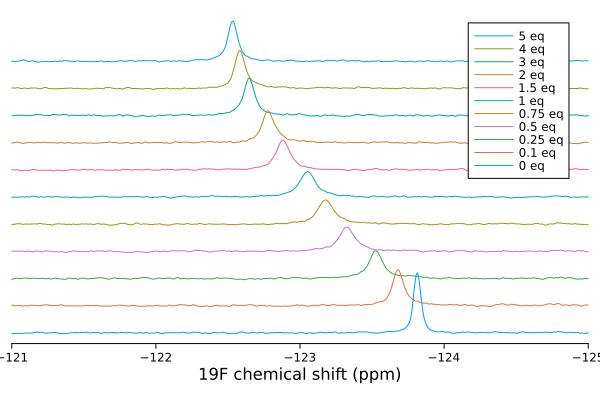 5 eq
4 eq
3 eq
2 eq
1.5 eq
1 eq
0.75 eq
0.5 eq
0.25 eq
0.1 eq
0 eq
−121 −122 −123 −124 −125
19F chemical shift (ppm)